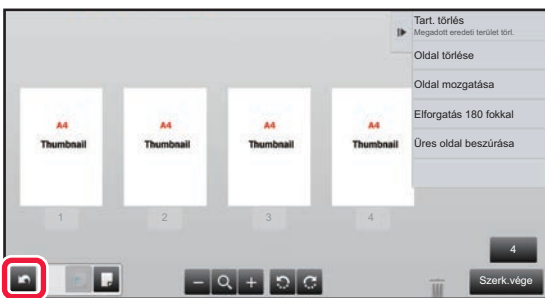 Tart. törlés
Megadott eredeti terület törl.
Oldal törlése
Oldal mozgatása
Elforgatás 180 fokkal
Üres oldal beszúrása
A4
Thumbnail
A4
Thumbnail
A4
Thumbnail
A4
Thumbnail
1
2
3
4
4
Szerk.vége